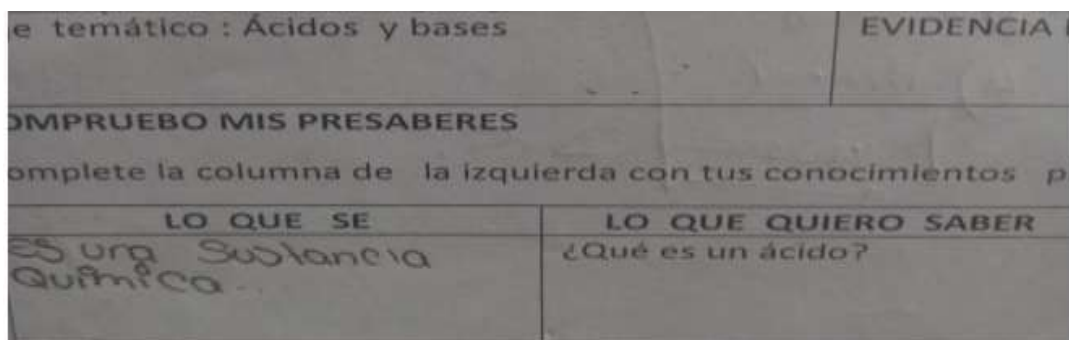 e temático : Ácidos y bases
EVIDENCIA
OMPRUEBO MIS PRESABERES
omplete la columna de la izquierda con tus conocimientos p
LO QUE SE
LO QUE QUIERO SABER
Es una Sustancia
Química..
¿Qué es un ácido?